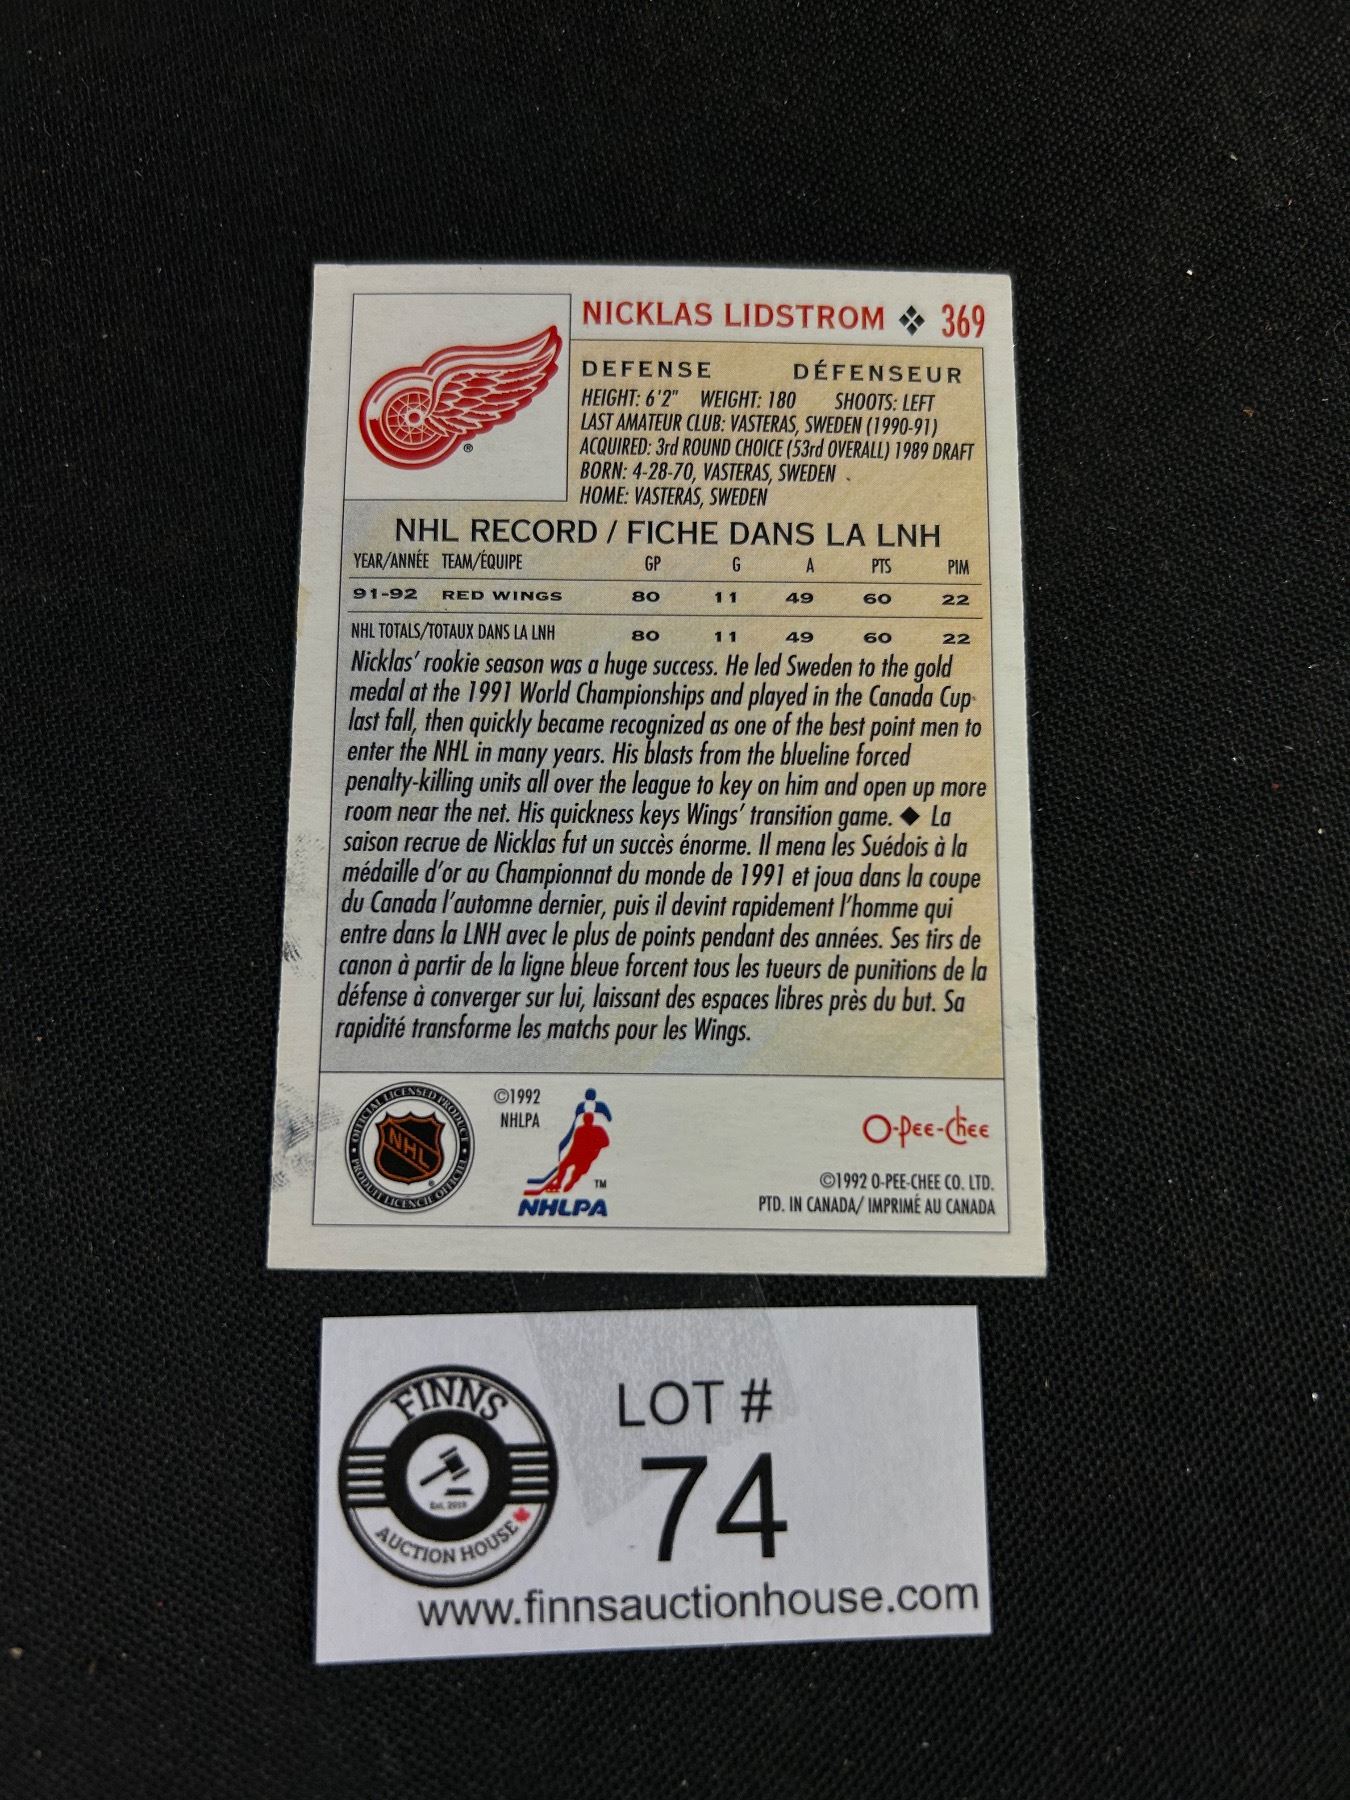 NICKLAS LIDSTROM ❖ 369
DEFENSE DÉFENSEUR
HEIGHT: 6'2" WEIGHT: 180 SHOOTS: LEFT
LAST AMATEUR CLUB: VASTERAS, SWEDEN (1990-91)
ACQUIRED: 3rd ROUND CHOICE (53rd OVERALL) 1989 DRAFT
®
BORN: 4-28-70, VASTERAS, SWEDEN
HOME: VASTERAS, SWEDEN
NHL RECORD / FICHE DANS LA LNH
YEAR/ANNÉE TEAM/ÉQUIPE GP G A PTS PIM
91-92 RED WINGS 80 11 49 60 22
NHL TOTALS/TOTAUX DANS LA LNH 80 11 49 60 22
Nicklas' rookie season was a huge success. He led Sweden to the gold
medal at the 1991 World Championships and played in the Canada Cup
last fall, then quickly became recognized as one of the best point men to
enter the NHL in many years. His blasts from the blueline forced
penalty-killing units all over the league to key on him and open up more
room near the net. His quickness keys Wings' transition game. ◆ La
saison recrue de Nicklas fut un succès énorme. Il mena les Suédois à la
médaille d'or au Championnat du monde de 1991 et joua dans la coupe
du Canada l'automne dernier, puis il devint rapidement l'homme qui
entre dans la LNH avec le plus de points pendant des années. Ses tirs de
canon à partir de la ligne bleue forcent tous les tueurs de punitions de la
défense à converger sur lui, laissant des espaces libres près du but. Sa
rapidité transforme les matchs pour les Wings.
OFFICIAL LICENSED PRODUCT
NHL
®
PRODUIT LICENCIÉ OFFICIEL
©1992
NHLPA
TM
NHLPA
O-Pee-Chee
©1992 O-PEE-CHEE CO. LTD.
PTD. IN CANADA/ IMPRIMÉ AU CANADA
FINNS
Est. 2019
AUCTION HOUSE
LOT #
74
www.finnsauctionhouse.com